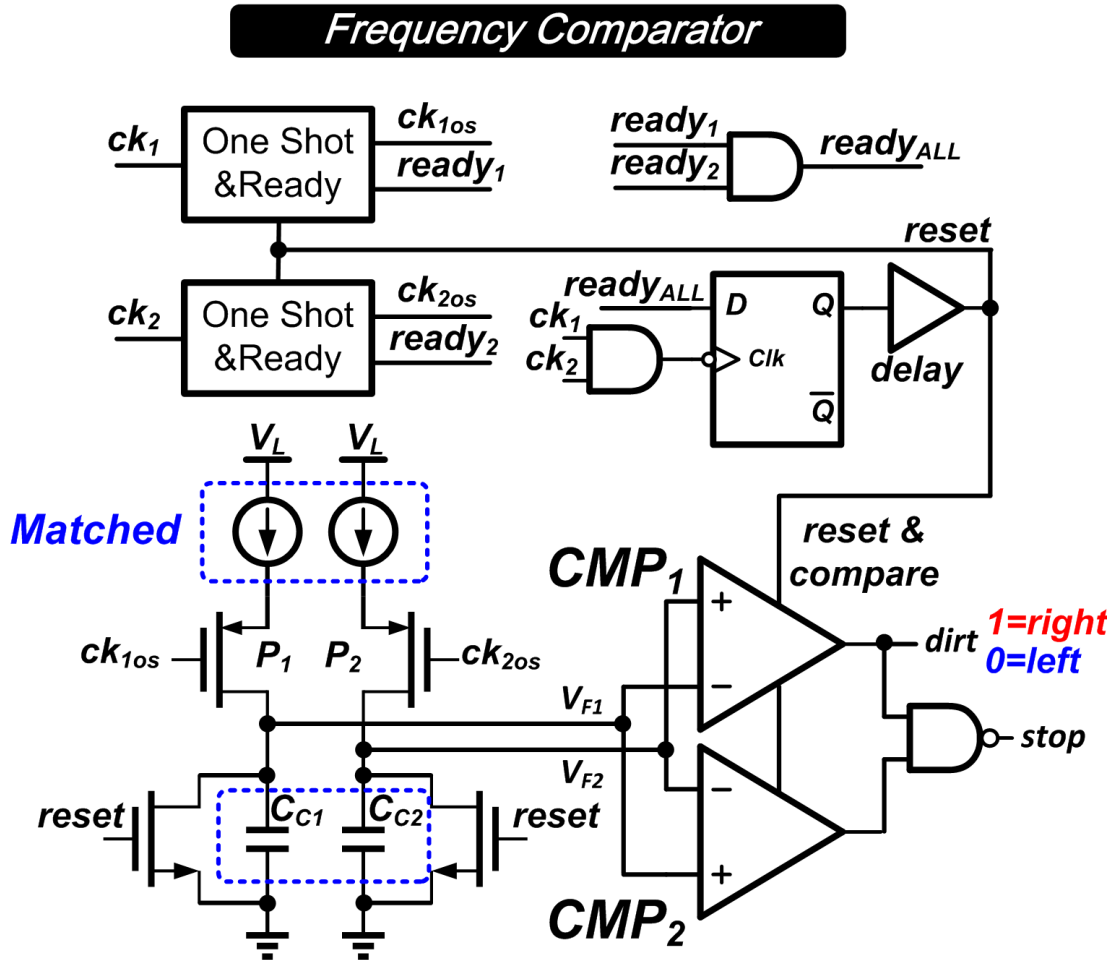 Frequency Comparator
ck1
One Shot
&Ready
ck1os
ready1
ready1
ready2
readyALL
reset
ck2
One Shot
&Ready
ck2os
ready2
readyALL
ck1
ck2
D
Q
Clk
Q
delay
VL
VL
Matched
reset &
compare
ck1os
P1
P2
ck2os
CMP1
+
−
dirt
1=right
0=left
VF1
VF2
stop
reset
CC1
CC2
reset
−
+
CMP2